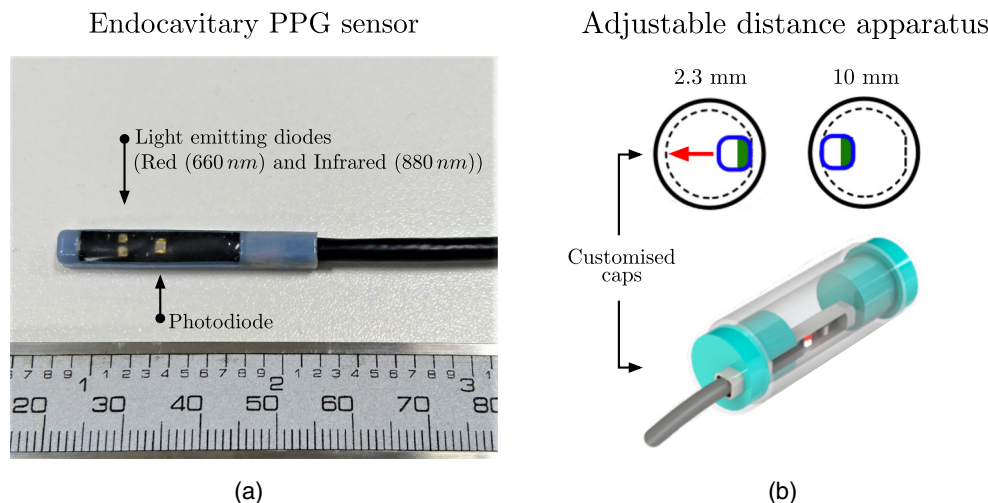 Endocavitary PPG sensor
Adjustable distance apparatus
Light emitting diodes
(Red (660 nm) and Infrared (880 nm))
Photodiode
7 8 9 1 1 2 3 4 5 6 7 8 9 2 1 2 3 4 5 6 7 8 9 3
20 30 40 50 60 70 80
2.3 mm
10 mm
Customised
caps
(a)
(b)